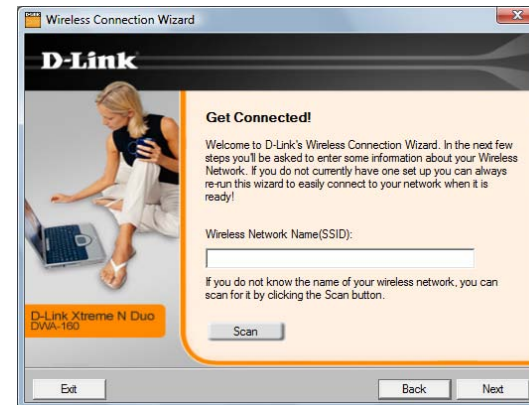 Wireless Connection Wizard
D-Link
Get Connected!
Welcome to D-Link's Wireless Connection Wizard. In the next few
steps you'll be asked to enter some information about your Wireless
Network. If you do not currently have one set up you can always
re-run this wizard to easily connect to your network when it is
ready!
Wireless Network Name(SSID):
If you do not know the name of your wireless network, you can
scan for it by clicking the Scan button.
D-Link Xtreme N Duo
DWA-160
Scan
Exit
Back
Next